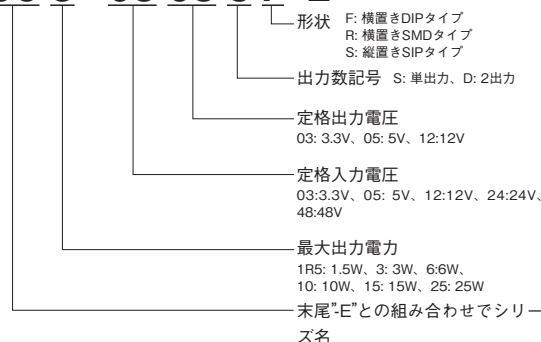 形状 F: 横置きDIPタイプ
R: 横置きSMDタイプ
S: 縦置きSIPタイプ
出力数記号 S: 単出力、D: 2出力
定格出力電圧
03: 3.3V、05: 5V、12:12V
定格入力電圧
03:3.3V、05: 5V、12:12V、24:24V、
48:48V
最大出力電力
1R5: 1.5W、3: 3W、6:6W、
10: 10W、15: 15W、25: 25W
末尾"-E"との組み合わせでシリー
ズ名